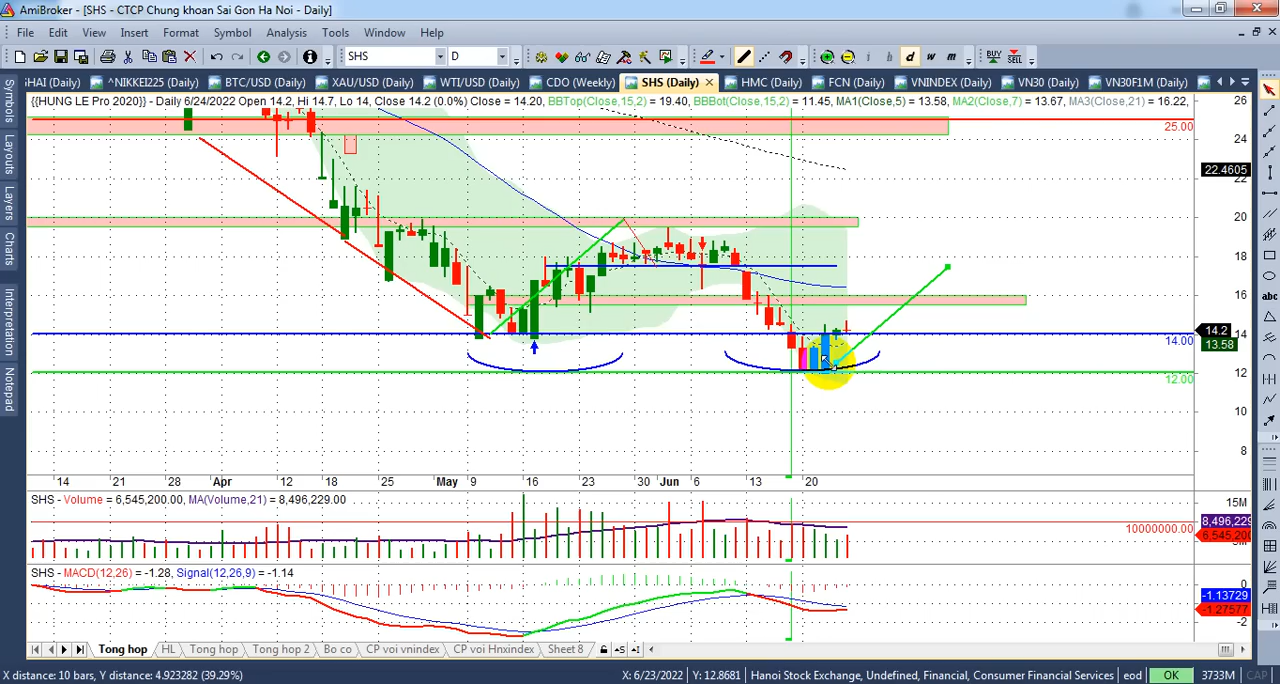 AmiBroker - [SHS - CTCP Chung khoan Sai Gon Ha Noi - Daily]
File Edit View Insert Format Symbol Analysis Tools Window Help
SHS D i d w m BUY SELL
IHAI (Daily) ^NIKKEI225 (Daily) BTC/USD (Daily) XAU/USD (Daily) WTI/USD (Daily) CDO (Weekly) SHS (Daily) HMC (Daily) FCN (Daily) VNINDEX (Daily) VN30 (Daily) VN30F1M (Daily)
{{HUNG LE Pro 2020}} - Daily 6/24/2022 Open 14.2, Hi 14.7, Lo 14, Close 14.2 (0.0%) Close = 14.20, BBTop(Close,15,2) = 19.40, BBBot(Close,15,2) = 11.45, MA1(Close,5) = 13.58, MA2(Close,7) = 13.67, MA3(Close,21) = 16.22,
Symbols
Layouts
Layers
Charts
Interpretation
Notepad
abc
26
25.00
24
22.4605
22
20
18
16
14.2
14
14.00
13.58
12
12.00
10
8
14 21 28 Apr 12 18 25 May 9 16 23 30 Jun 6 13 20
SHS - Volume = 6,545,200.00, MA(Volume,21) = 8,496,229.00
15M
8,496,229
10000000.00
6,545,200
SHS - MACD(12,26) = -1.28, Signal(12,26,9) = -1.14
0
-1.13729
-1.27577
-2
Tong hop HL Tong hop Tong hop 2 Bo co CP voi vnindex CP voi Hnxindex Sheet 8
X distance: 10 bars, Y distance: 4.923282 (39.29%) X: 6/23/2022 Y: 12.8681 Hanoi Stock Exchange, Undefined, Financial, Consumer Financial Services eod OK 3733M CAP